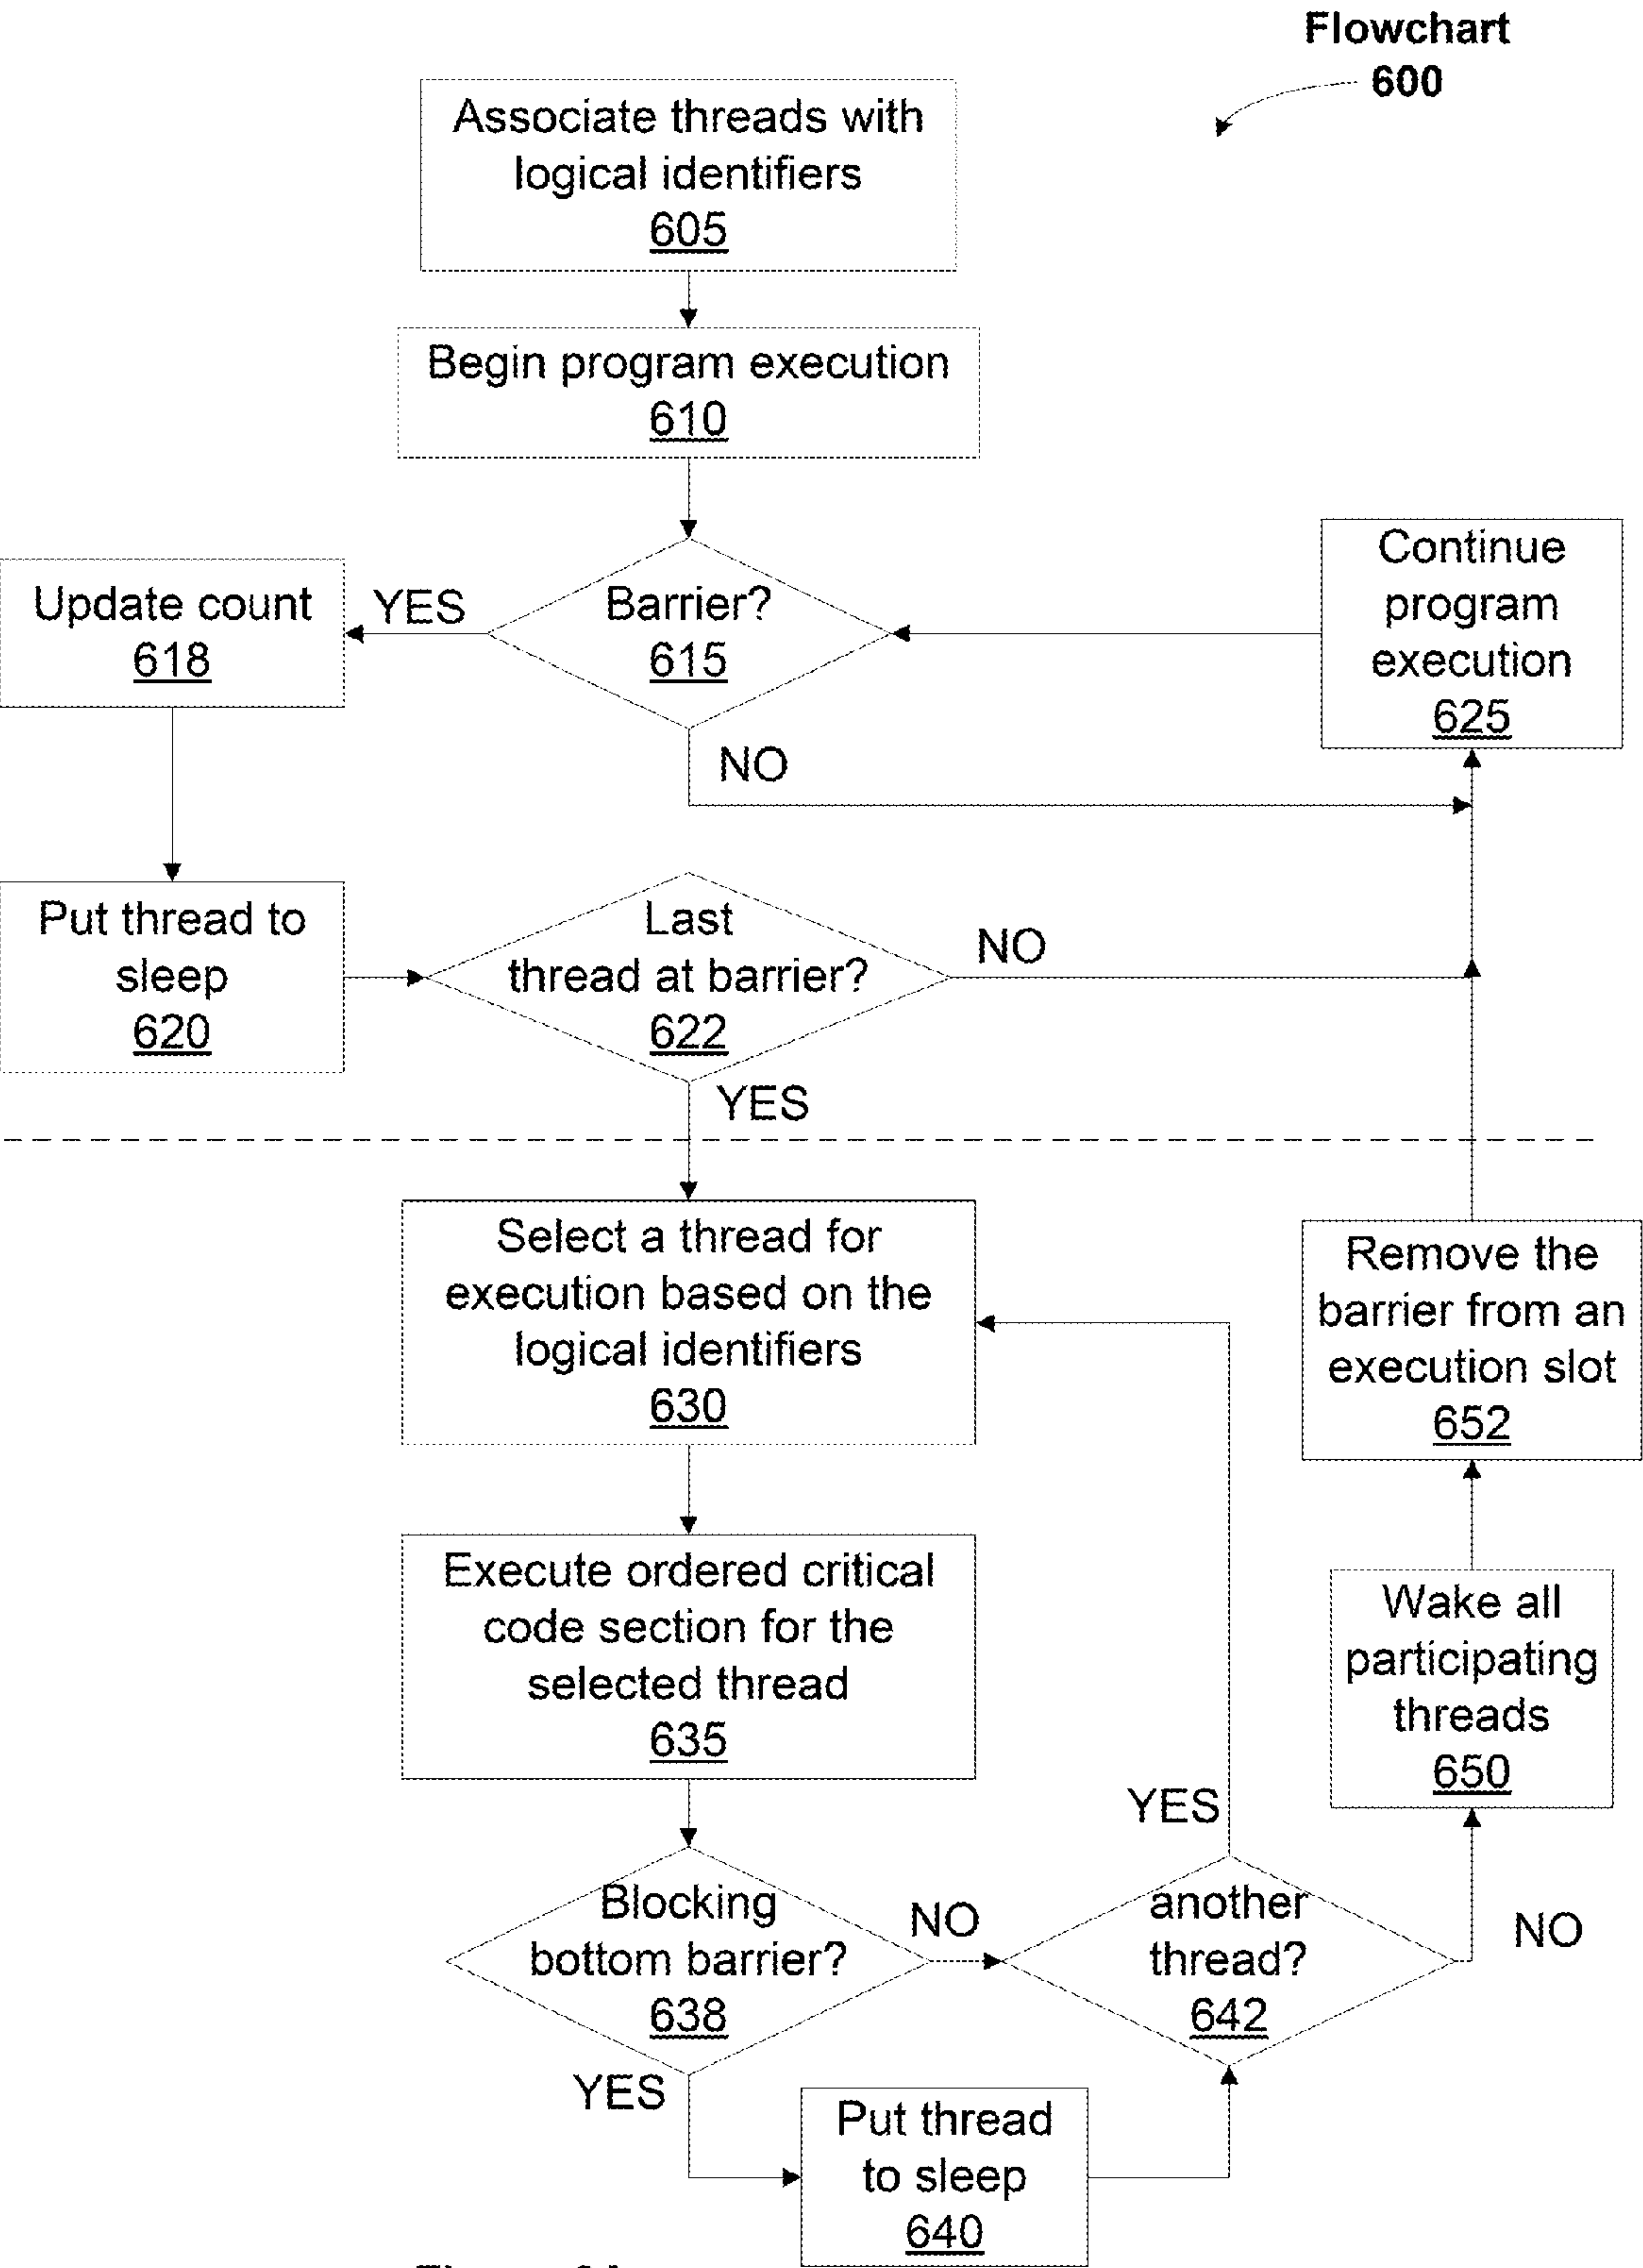 Flowchart
600
Associate threads with
logical identifiers
605
Begin program execution
610
Barrier?
615
YES
NO
Update count
618
Continue
program
execution
625
Put thread to
sleep
620
Last
thread at barrier?
622
NO
YES
Select a thread for
execution based on the
logical identifiers
630
Remove the
barrier from an
execution slot
652
Execute ordered critical
code section for the
selected thread
635
Wake all
participating
threads
650
YES
Blocking
bottom barrier?
638
NO
another
thread?
642
NO
YES
Put thread
to sleep
640